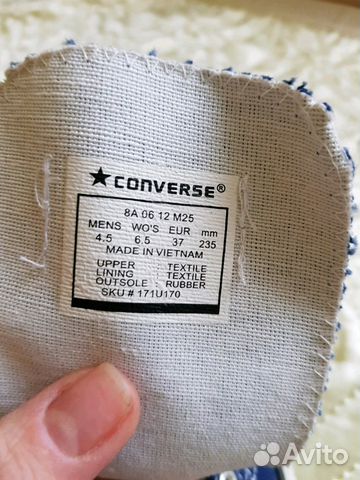 ★CONVERSE®
8A 06 12 M25
MENS WO'S EUR mm
4.5 6.5 37 235
MADE IN VIETNAM
UPPER : TEXTILE
LINING : TEXTILE
OUTSOLE : RUBBER
SKU # 171U170
Avito